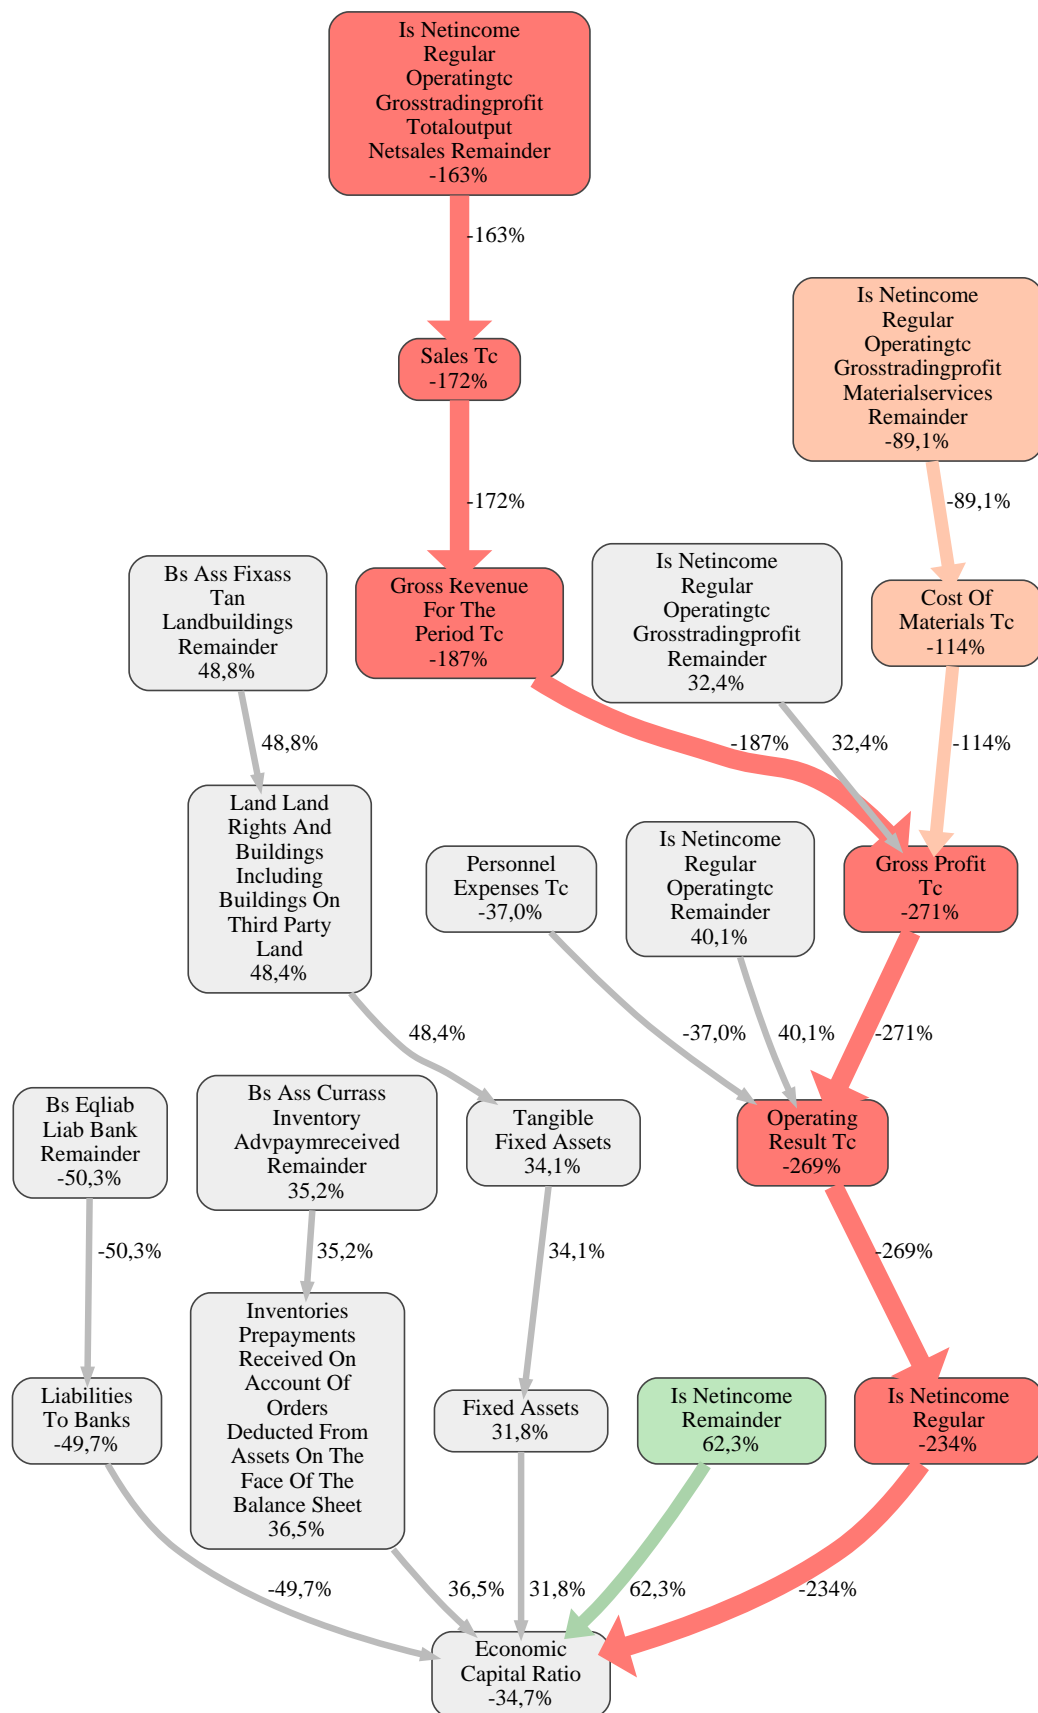 Is Netincome
Regular
Operatingtc
Grosstradingprofit
Totaloutput
Netsales Remainder
-163%
-163%
Is Netincome
Regular
Operatingtc
Grosstradingprofit
Materialservices
Remainder
-89,1%
Sales Tc
-172%
-172%
-89,1%
Bs Ass Fixass
Tan
Landbuildings
Remainder
48,8%
Gross Revenue
For The
Period Tc
-187%
Is Netincome
Regular
Operatingtc
Grosstradingprofit
Remainder
32,4%
Cost Of
Materials Tc
-114%
48,8%
-187%
32,4%
-114%
Land Land
Rights And
Buildings
Including
Buildings On
Third Party
Land
48,4%
Personnel
Expenses Tc
-37,0%
Is Netincome
Regular
Operatingtc
Remainder
40,1%
Gross Profit
Tc
-271%
48,4%
-37,0%
40,1%
-271%
Bs Eqliab
Liab Bank
Remainder
-50,3%
Bs Ass Currass
Inventory
Advpaymreceived
Remainder
35,2%
Tangible
Fixed Assets
34,1%
Operating
Result Tc
-269%
-50,3%
35,2%
34,1%
-269%
Liabilities
To Banks
-49,7%
Inventories
Prepayments
Received On
Account Of
Orders
Deducted From
Assets On The
Face Of The
Balance Sheet
36,5%
Fixed Assets
31,8%
Is Netincome
Remainder
62,3%
Is Netincome
Regular
-234%
-49,7%
36,5%
31,8%
62,3%
-234%
Economic
Capital Ratio
-34,7%